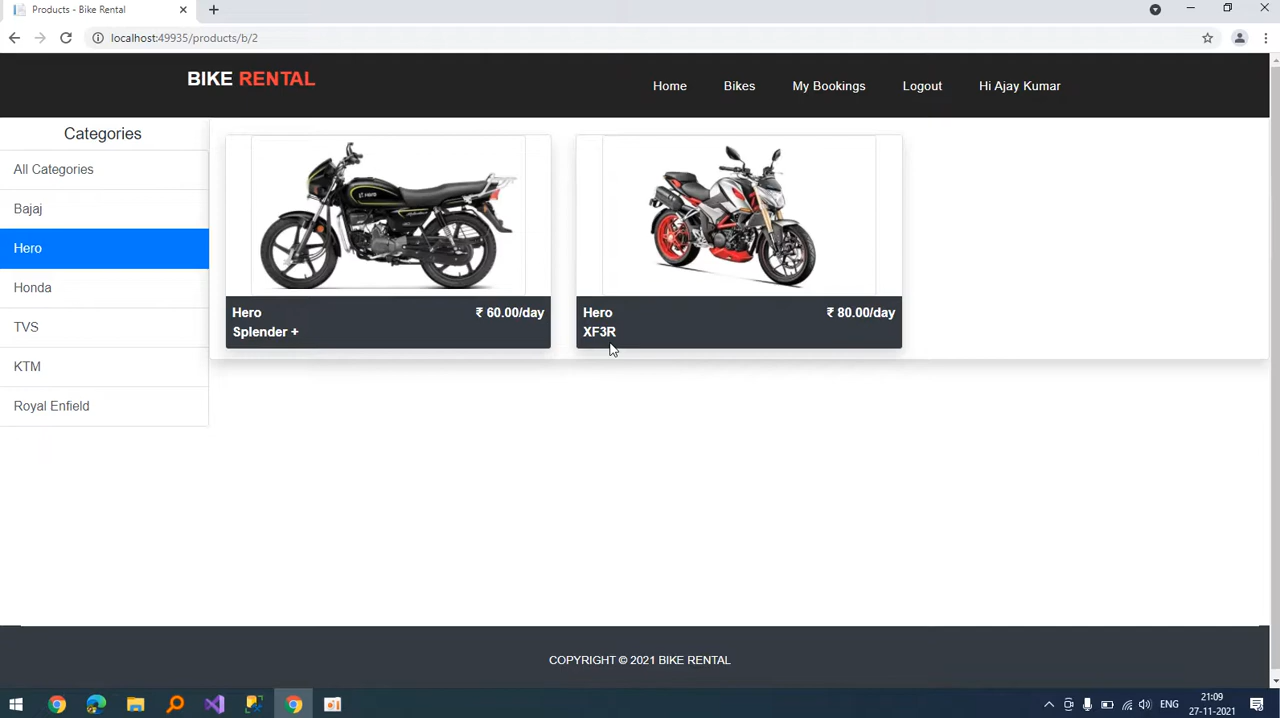 Products - Bike Rental
localhost:49935/products/b/2
BIKE RENTAL
Home
Bikes
My Bookings
Logout
Hi Ajay Kumar
Categories
All Categories
Bajaj
Hero
Honda
TVS
KTM
Royal Enfield
Hero
₹ 60.00/day
Splender +
Hero
₹ 80.00/day
XF3R
COPYRIGHT © 2021 BIKE RENTAL
ENG
21:09
27-11-2021